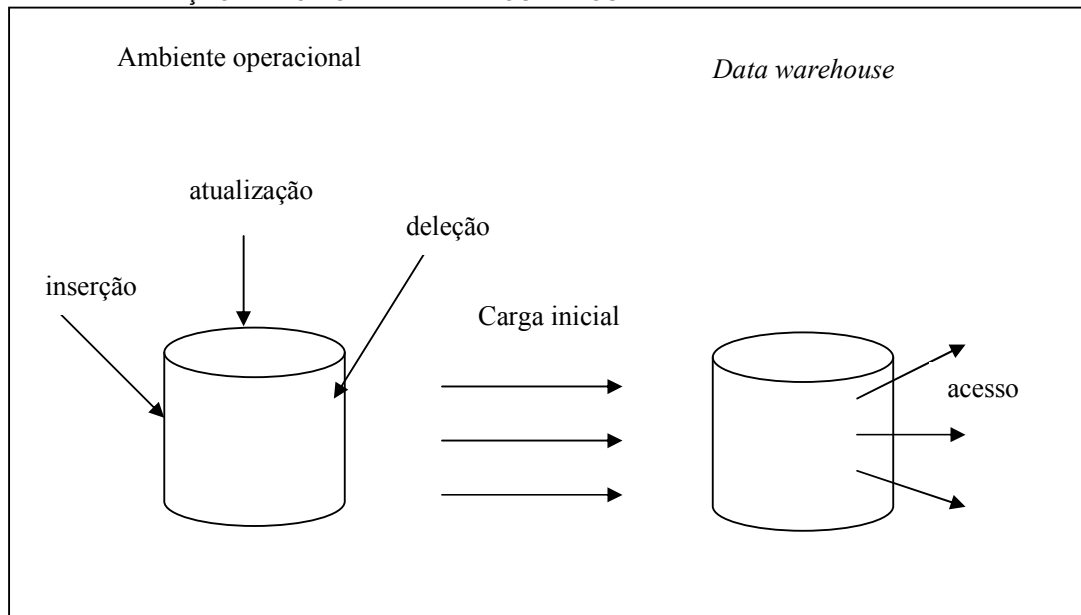 Ambiente operacional
Data warehouse
atualização
deleção
inserção
Carga inicial
acesso